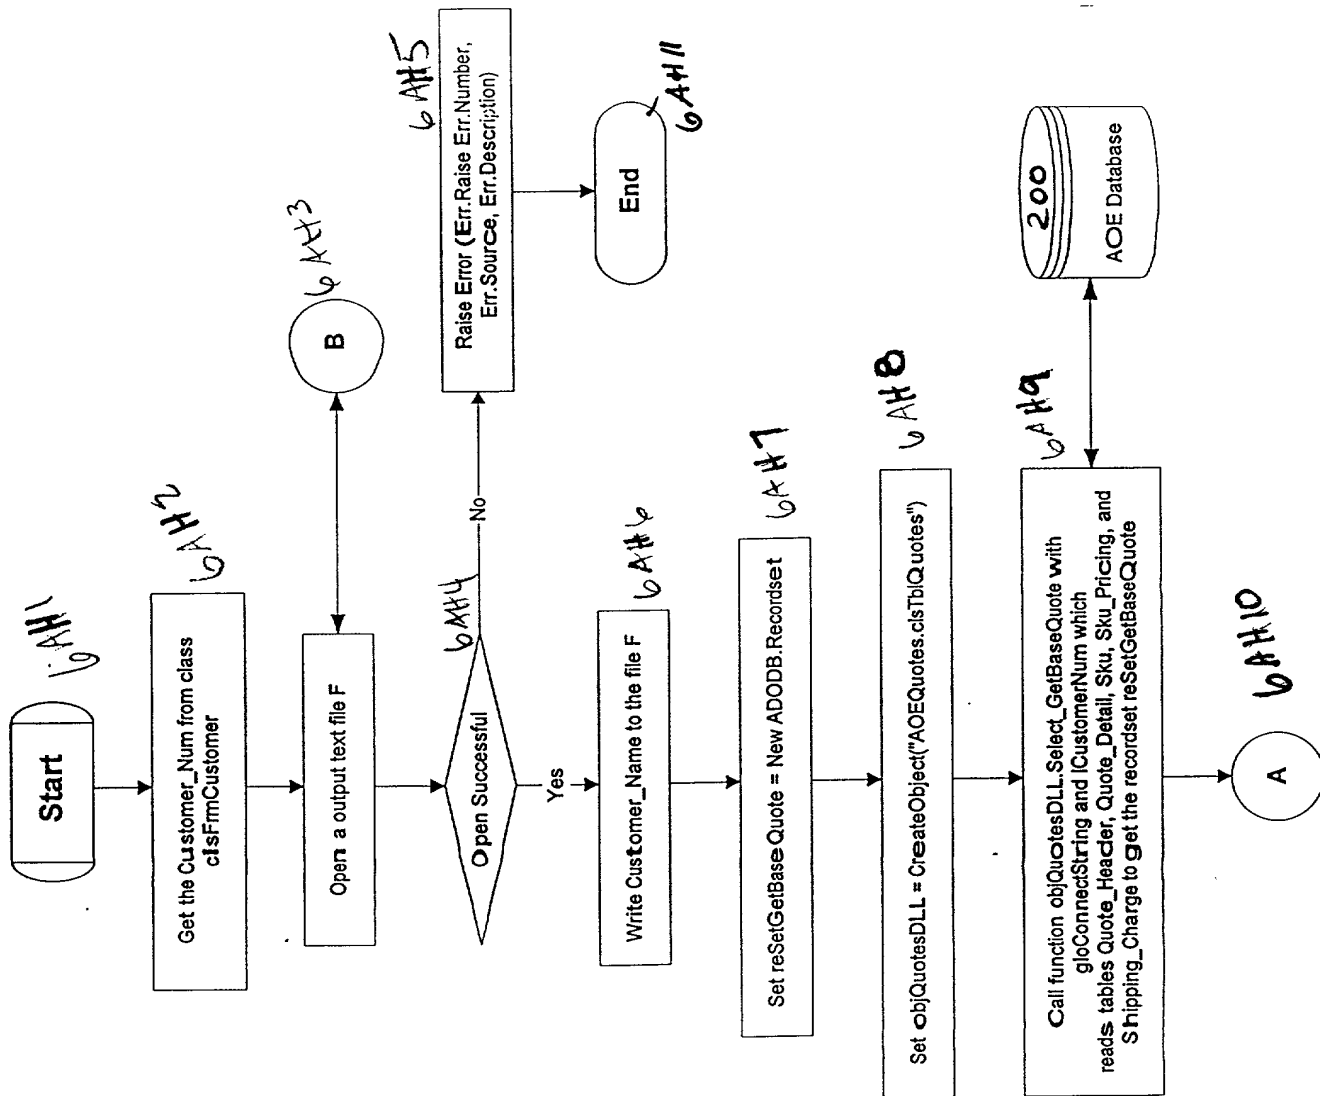 Start
6AH1
Get the Customer_Num from class
clsFrmCustomer
6AH2
Open a output text file F
B
6AH3
Open Successful
6AH4
No
Raise Error (Err.Raise Err.Number,
Err.Source, Err.Description)
6AH5
End
6AH11
Yes
Write Customer_Name to the file F
6AH6
Set reSetGetBaseQuote = New ADODB.Recordset
6AH7
Set objQuotesDLL = CreateObject("AOEQuotes.clsTblQuotes")
6AH8
Call function objQuotesDLL.Select_GetBaseQuote with
gloConnectString and lCustomerNum which
reads tables Quote_Header, Quote_Detail, Sku, Sku_Pricing, and
Shipping_Charge to get the recordset reSetGetBaseQuote
6AH9
200
AOE Database
A
6AH10